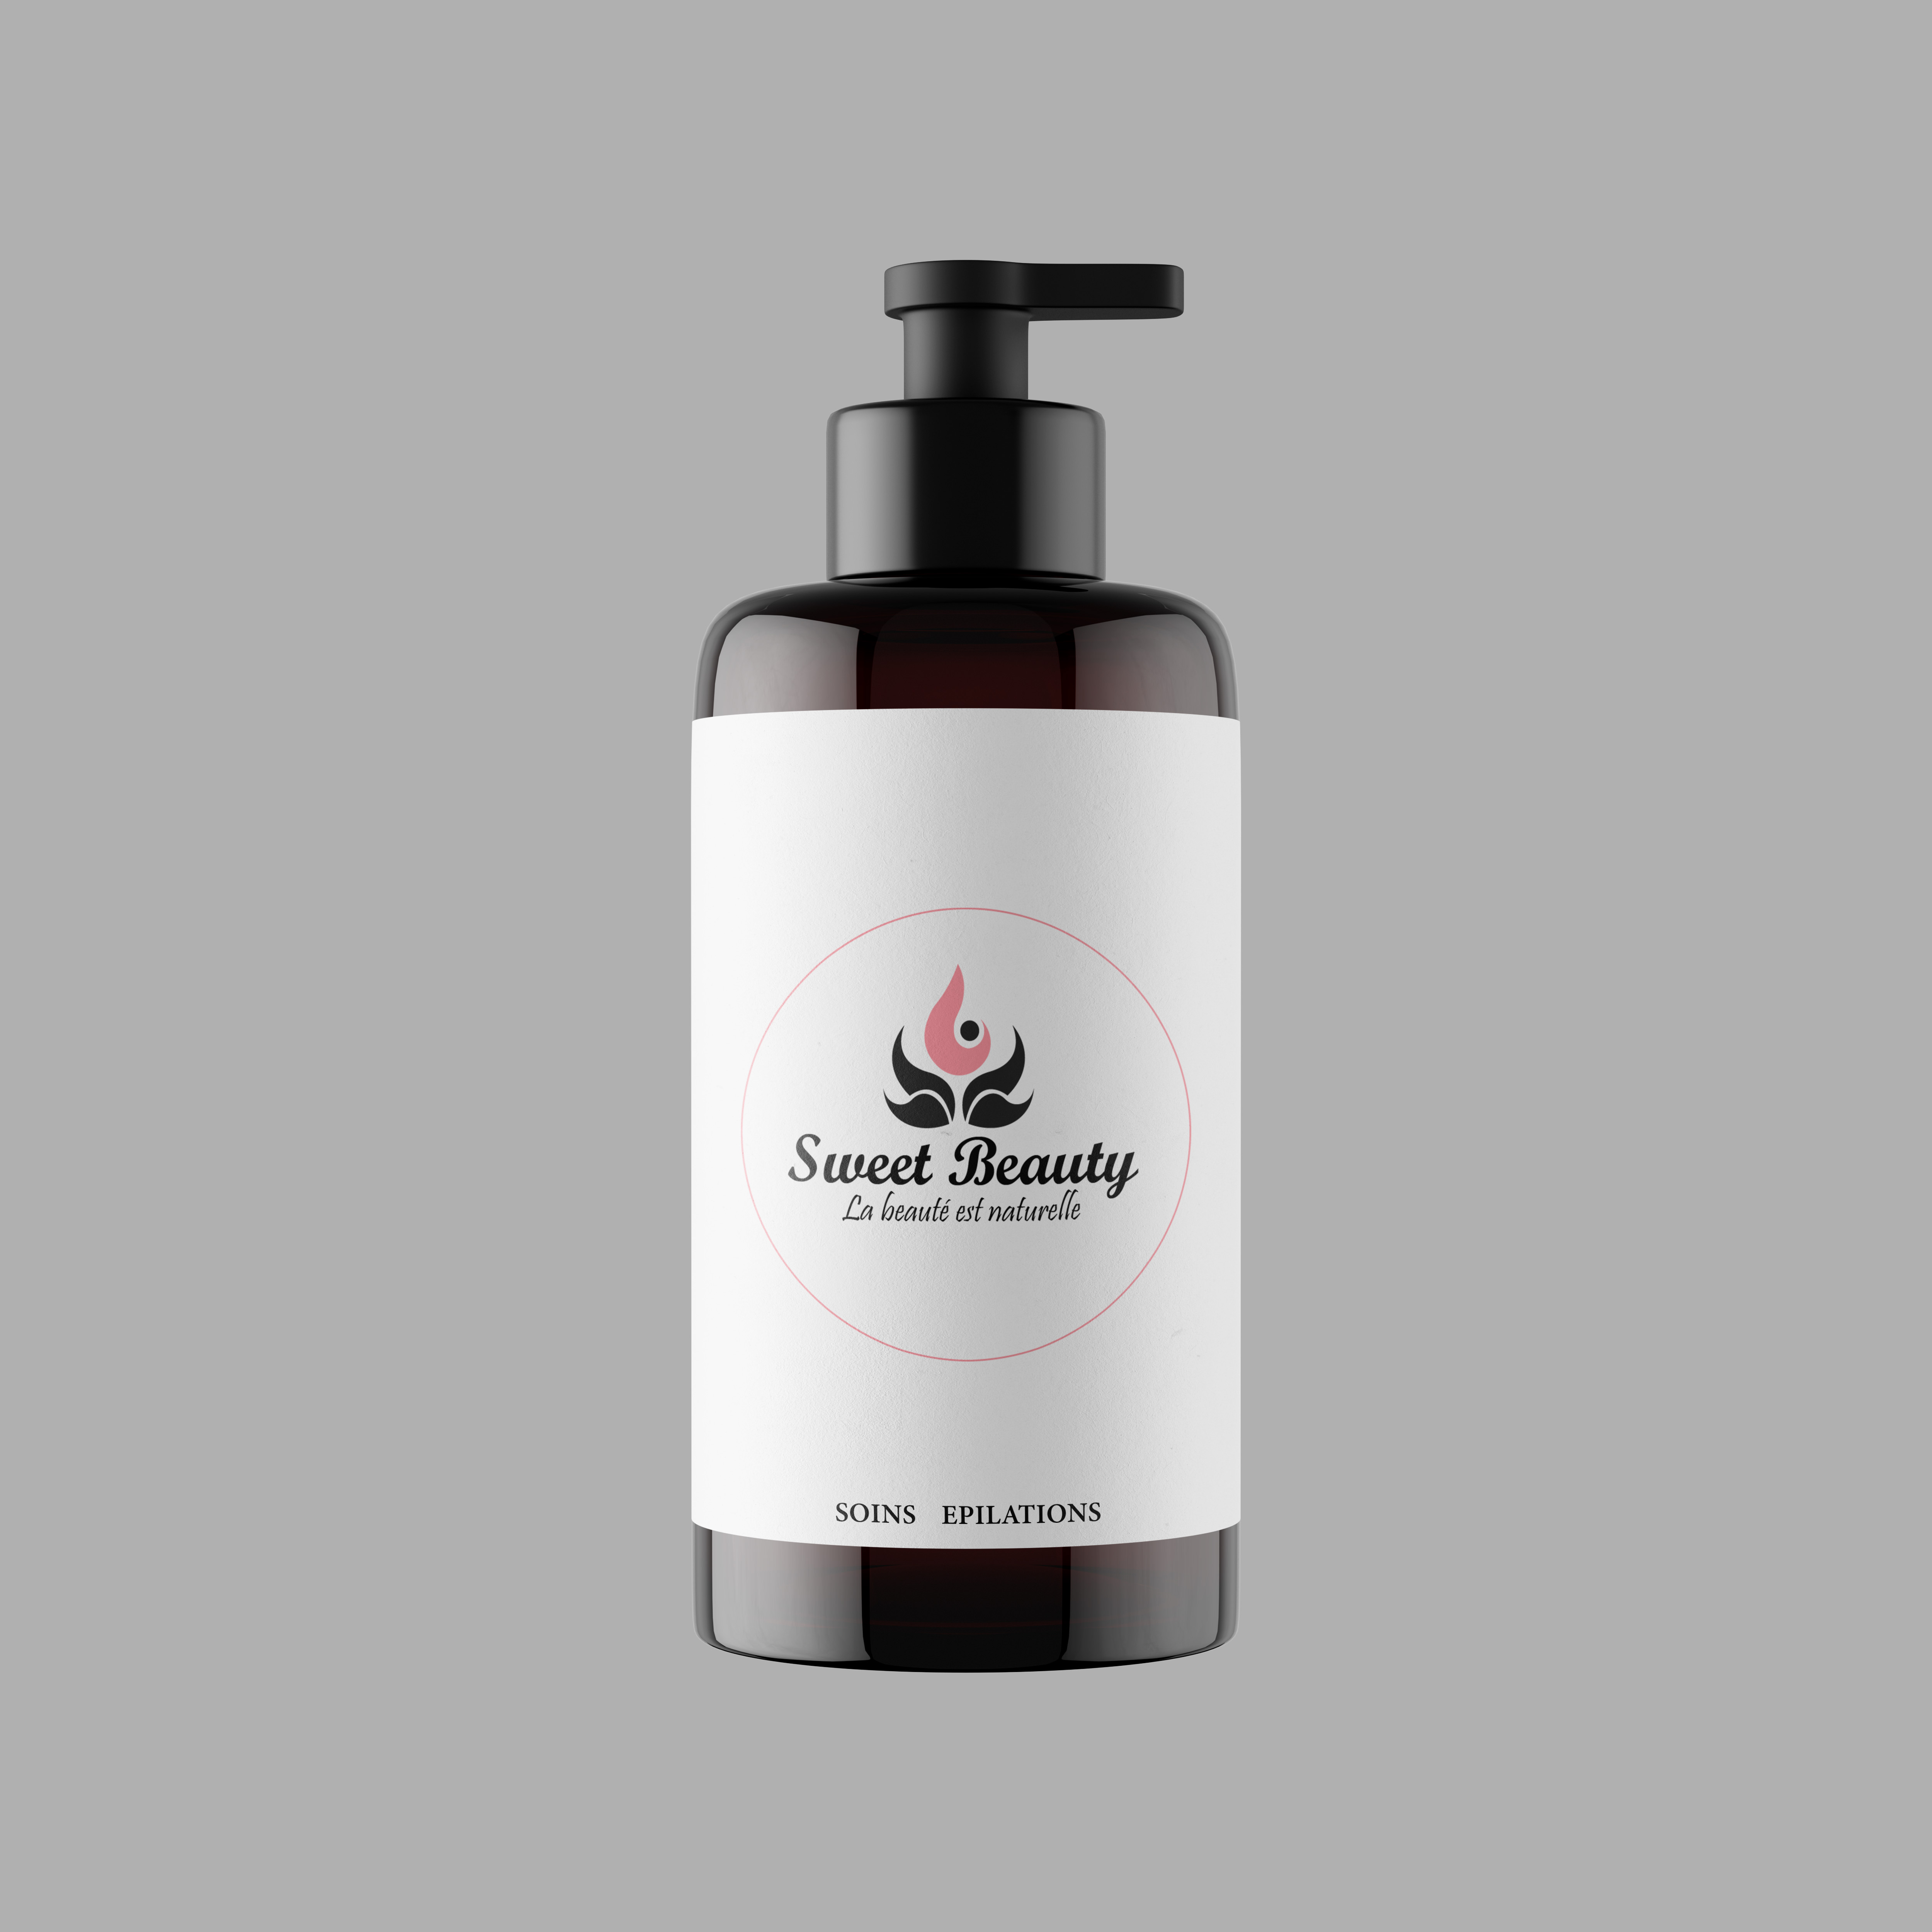 Sweet Beauty
La beauté est naturelle
SOINS EPILATIONS